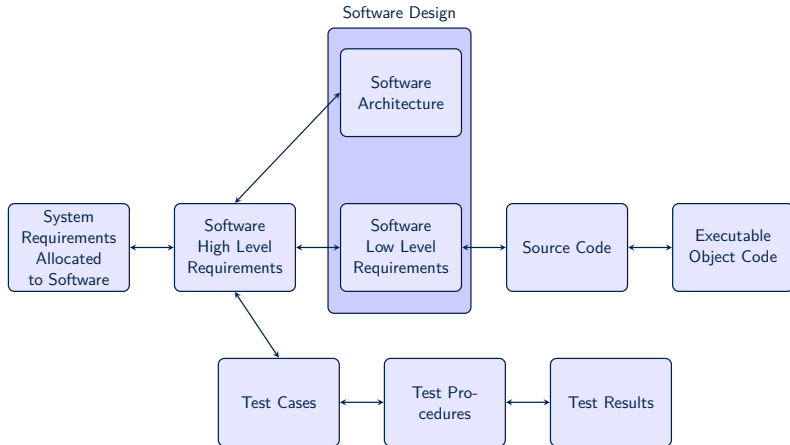 Software Design
Software
Architecture
System
Requirements
Allocated
to Software
Software
High Level
Requirements
Software
Low Level
Requirements
Source Code
Executable
Object Code
Test Cases
Test Pro-
cedures
Test Results